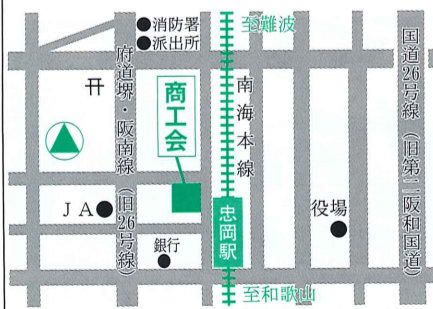 ●消防署
●派出所
至難波
府道堺・阪南線（旧26号線）
商工会
南海本線
国道26号線（旧第二阪和国道）
ＪＡ●
忠岡駅
役場
銀行
至和歌山